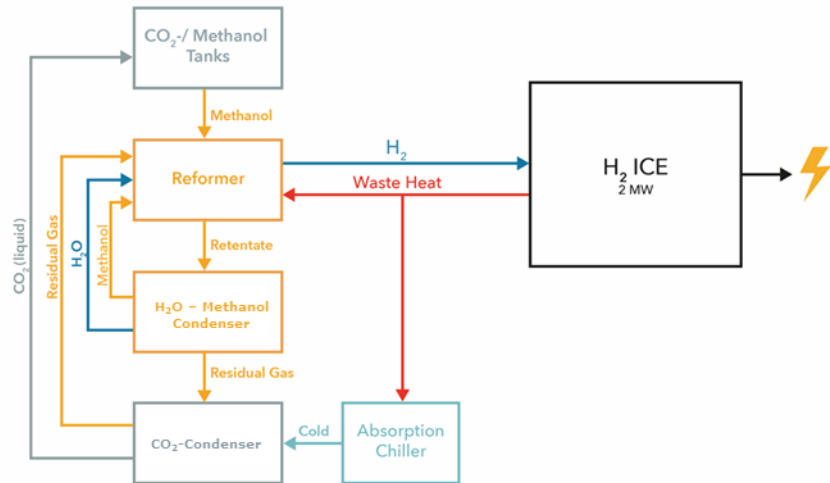 CO₂-/ Methanol
Tanks
Methanol
H₂
Reformer
Waste Heat
H₂ ICE
2 MW
CO₂ (liquid)
Residual Gas
H₂O
Methanol
Retentate
H₂O – Methanol
Condenser
Residual Gas
CO₂-Condenser
Cold
Absorption
Chiller